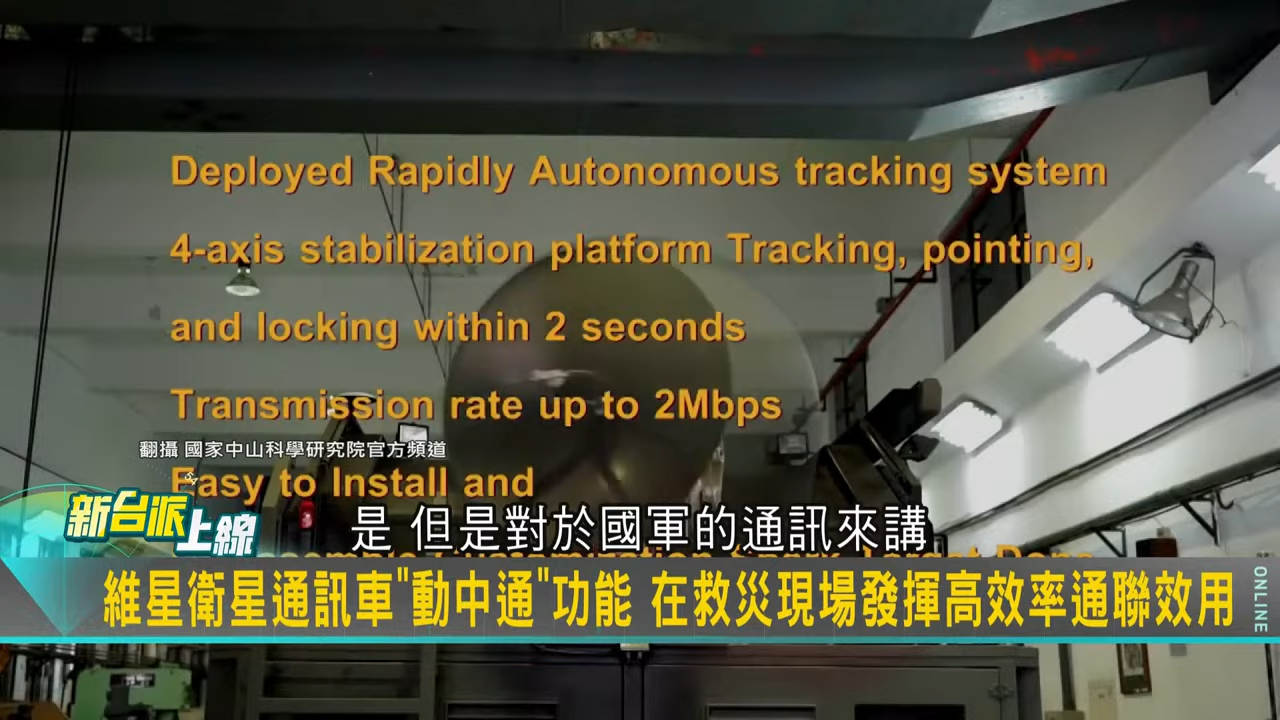 Deployed Rapidly Autonomous tracking system
4-axis stabilization platform Tracking, pointing,
and locking within 2 seconds
Transmission rate up to 2Mbps
翻攝 國家中山科學研究院官方頻道
Easy to Install and
新台派
上線
是 但是對於國軍的通訊來講
維星衛星通訊車"動中通"功能 在救災現場發揮高效率通聯效用
ONLINE